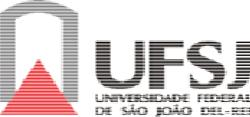 UFSJ
UNIVERSIDADE FEDERAL
DE SÃO JOÃO DEL-REI